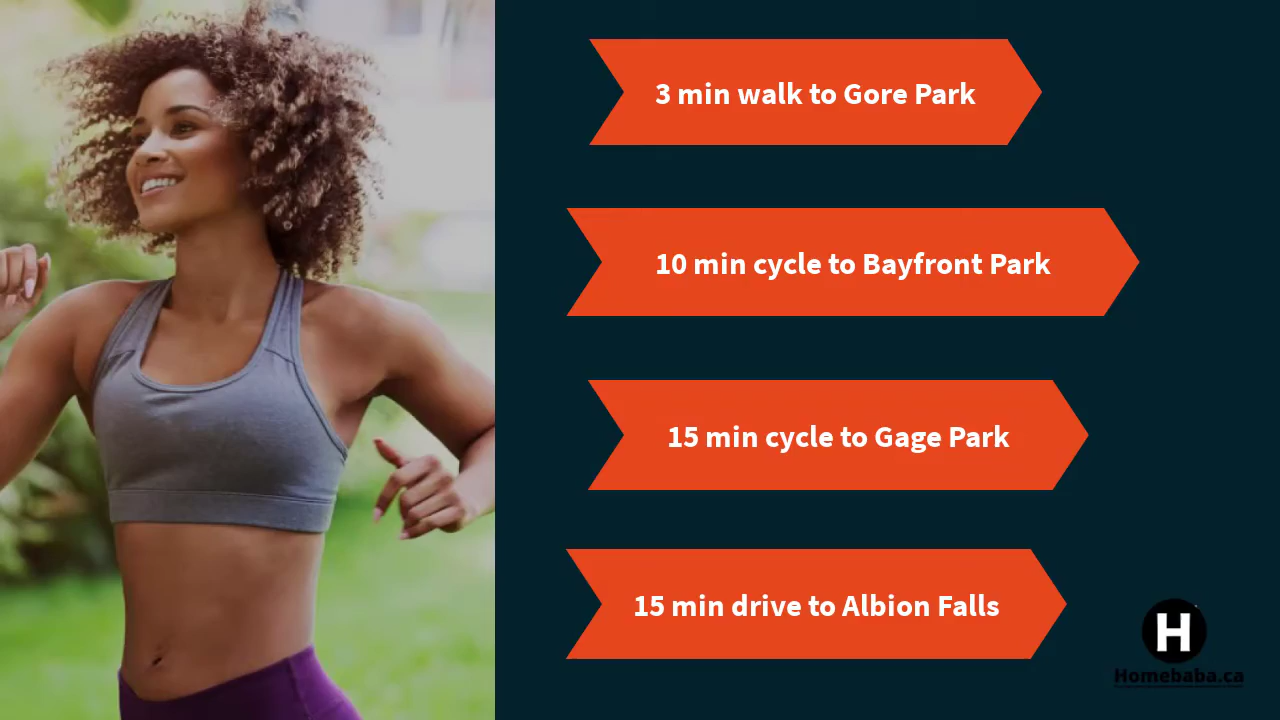 3 min walk to Gore Park
10 min cycle to Bayfront Park
15 min cycle to Gage Park
15 min drive to Albion Falls
H
Homebaba.ca